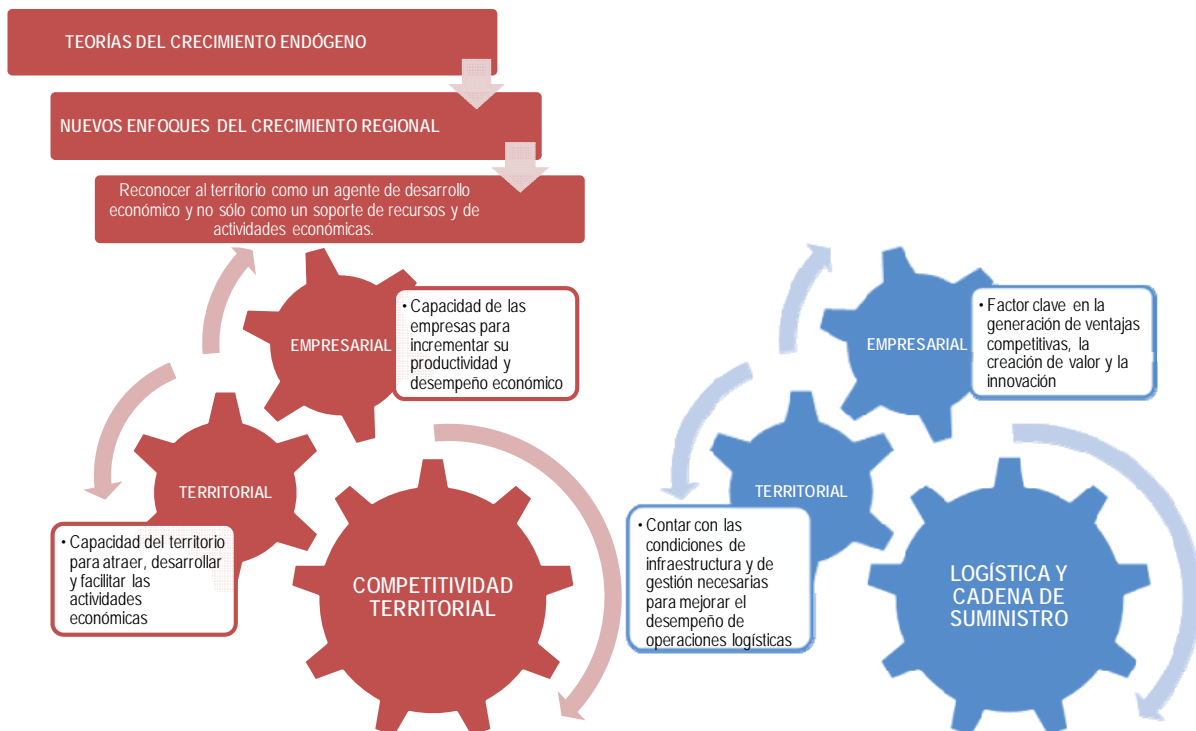 TEORÍAS DEL CRECIMIENTO ENDÓGENO
NUEVOS ENFOQUES DEL CRECIMIENTO REGIONAL
Reconocer al territorio como un agente de desarrollo
económico y no sólo como un soporte de recursos y de
actividades económicas.
EMPRESARIAL
• Capacidad de las
empresas para
incrementar su
productividad y
desempeño económico
TERRITORIAL
• Capacidad del territorio
para atraer, desarrollar
y facilitar las
actividades
económicas
COMPETITIVIDAD
TERRITORIAL
EMPRESARIAL
• Factor clave en la
generación de ventajas
competitivas, la
creación de valor y la
innovación
TERRITORIAL
• Contar con las
condiciones de
infraestructura y de
gestión necesarias
para mejorar el
desempeño de
operaciones logísticas
LOGÍSTICA Y
CADENA DE
SUMINISTRO